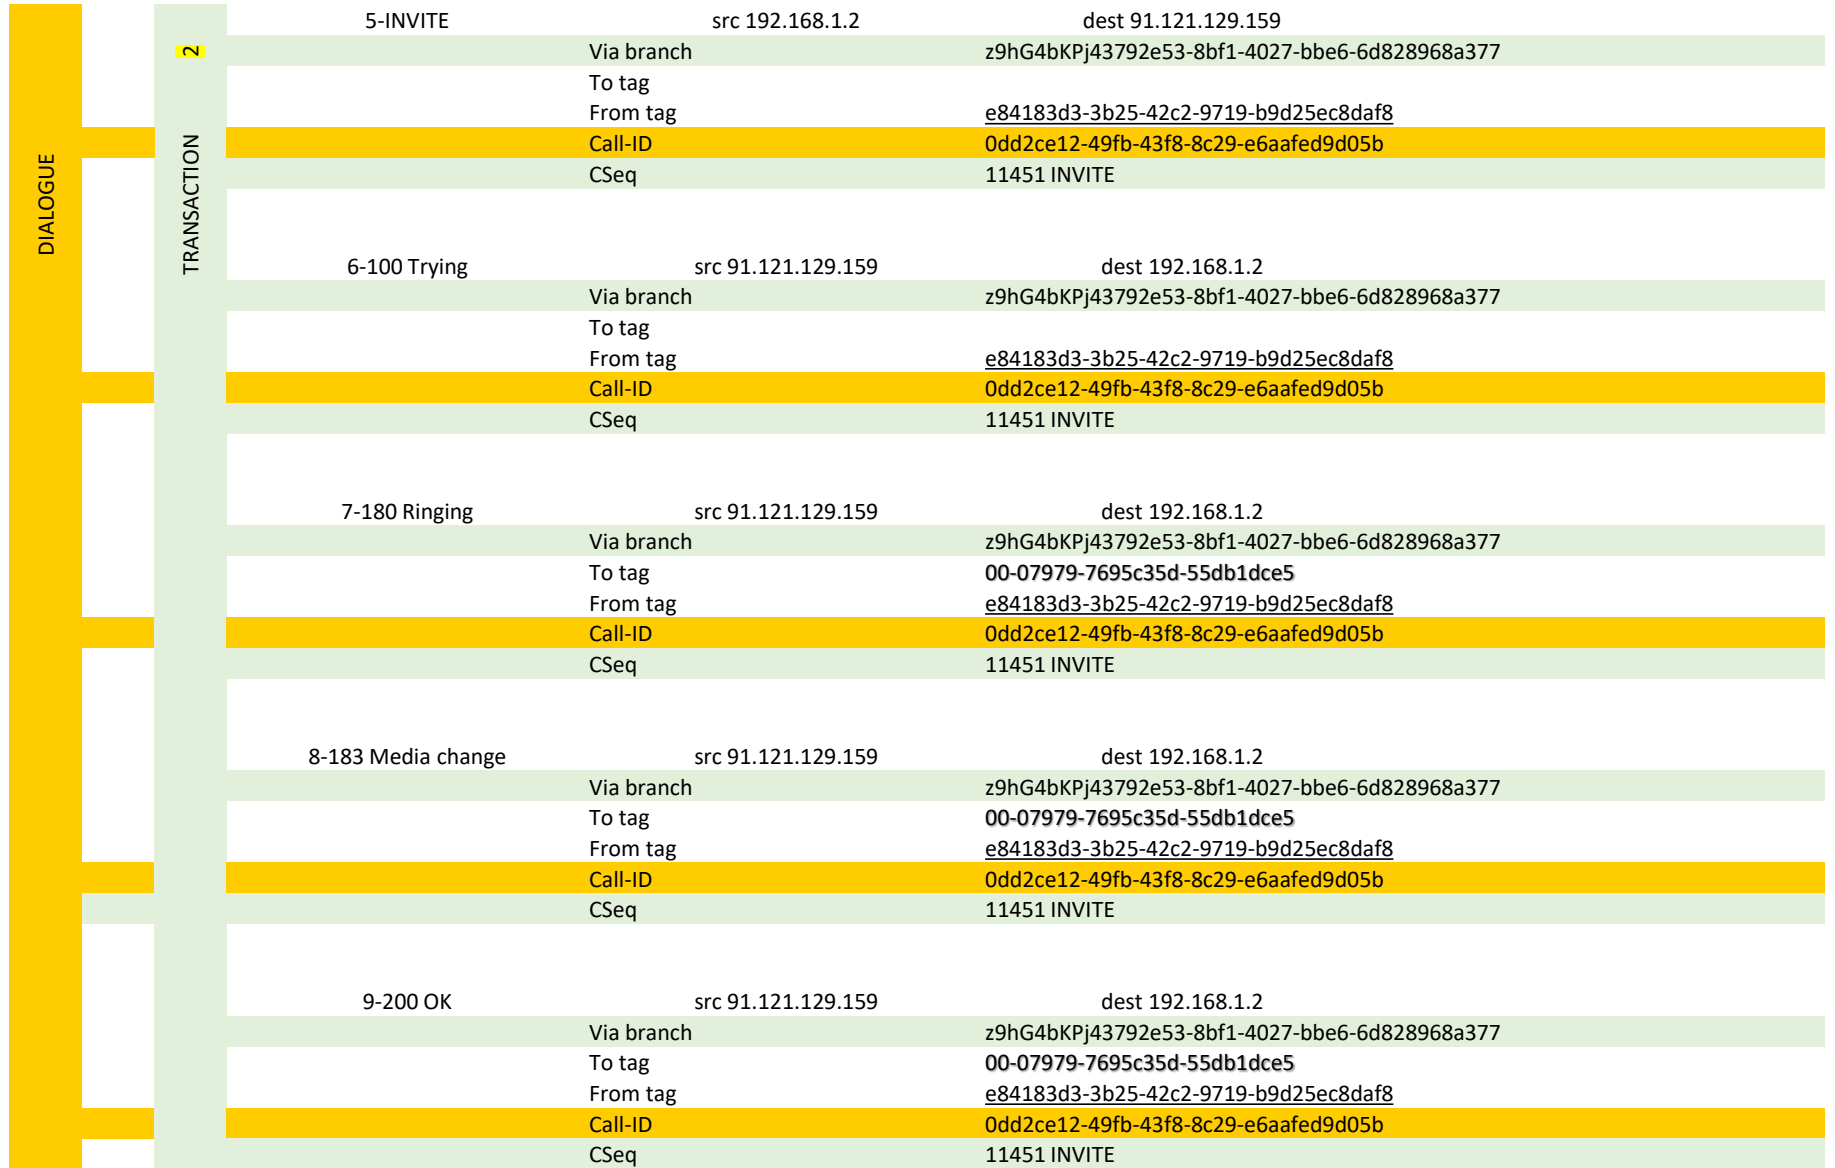 DIALOGUE
TRANSACTION 2
5-INVITE src 192.168.1.2 dest 91.121.129.159
Via branch z9hG4bKPj43792e53-8bf1-4027-bbe6-6d828968a377
To tag
From tag e84183d3-3b25-42c2-9719-b9d25ec8daf8
Call-ID 0dd2ce12-49fb-43f8-8c29-e6aafed9d05b
CSeq 11451 INVITE
6-100 Trying src 91.121.129.159 dest 192.168.1.2
Via branch z9hG4bKPj43792e53-8bf1-4027-bbe6-6d828968a377
To tag
From tag e84183d3-3b25-42c2-9719-b9d25ec8daf8
Call-ID 0dd2ce12-49fb-43f8-8c29-e6aafed9d05b
CSeq 11451 INVITE
7-180 Ringing src 91.121.129.159 dest 192.168.1.2
Via branch z9hG4bKPj43792e53-8bf1-4027-bbe6-6d828968a377
To tag 00-07979-7695c35d-55db1dce5
From tag e84183d3-3b25-42c2-9719-b9d25ec8daf8
Call-ID 0dd2ce12-49fb-43f8-8c29-e6aafed9d05b
CSeq 11451 INVITE
8-183 Media change src 91.121.129.159 dest 192.168.1.2
Via branch z9hG4bKPj43792e53-8bf1-4027-bbe6-6d828968a377
To tag 00-07979-7695c35d-55db1dce5
From tag e84183d3-3b25-42c2-9719-b9d25ec8daf8
Call-ID 0dd2ce12-49fb-43f8-8c29-e6aafed9d05b
CSeq 11451 INVITE
9-200 OK src 91.121.129.159 dest 192.168.1.2
Via branch z9hG4bKPj43792e53-8bf1-4027-bbe6-6d828968a377
To tag 00-07979-7695c35d-55db1dce5
From tag e84183d3-3b25-42c2-9719-b9d25ec8daf8
Call-ID 0dd2ce12-49fb-43f8-8c29-e6aafed9d05b
CSeq 11451 INVITE